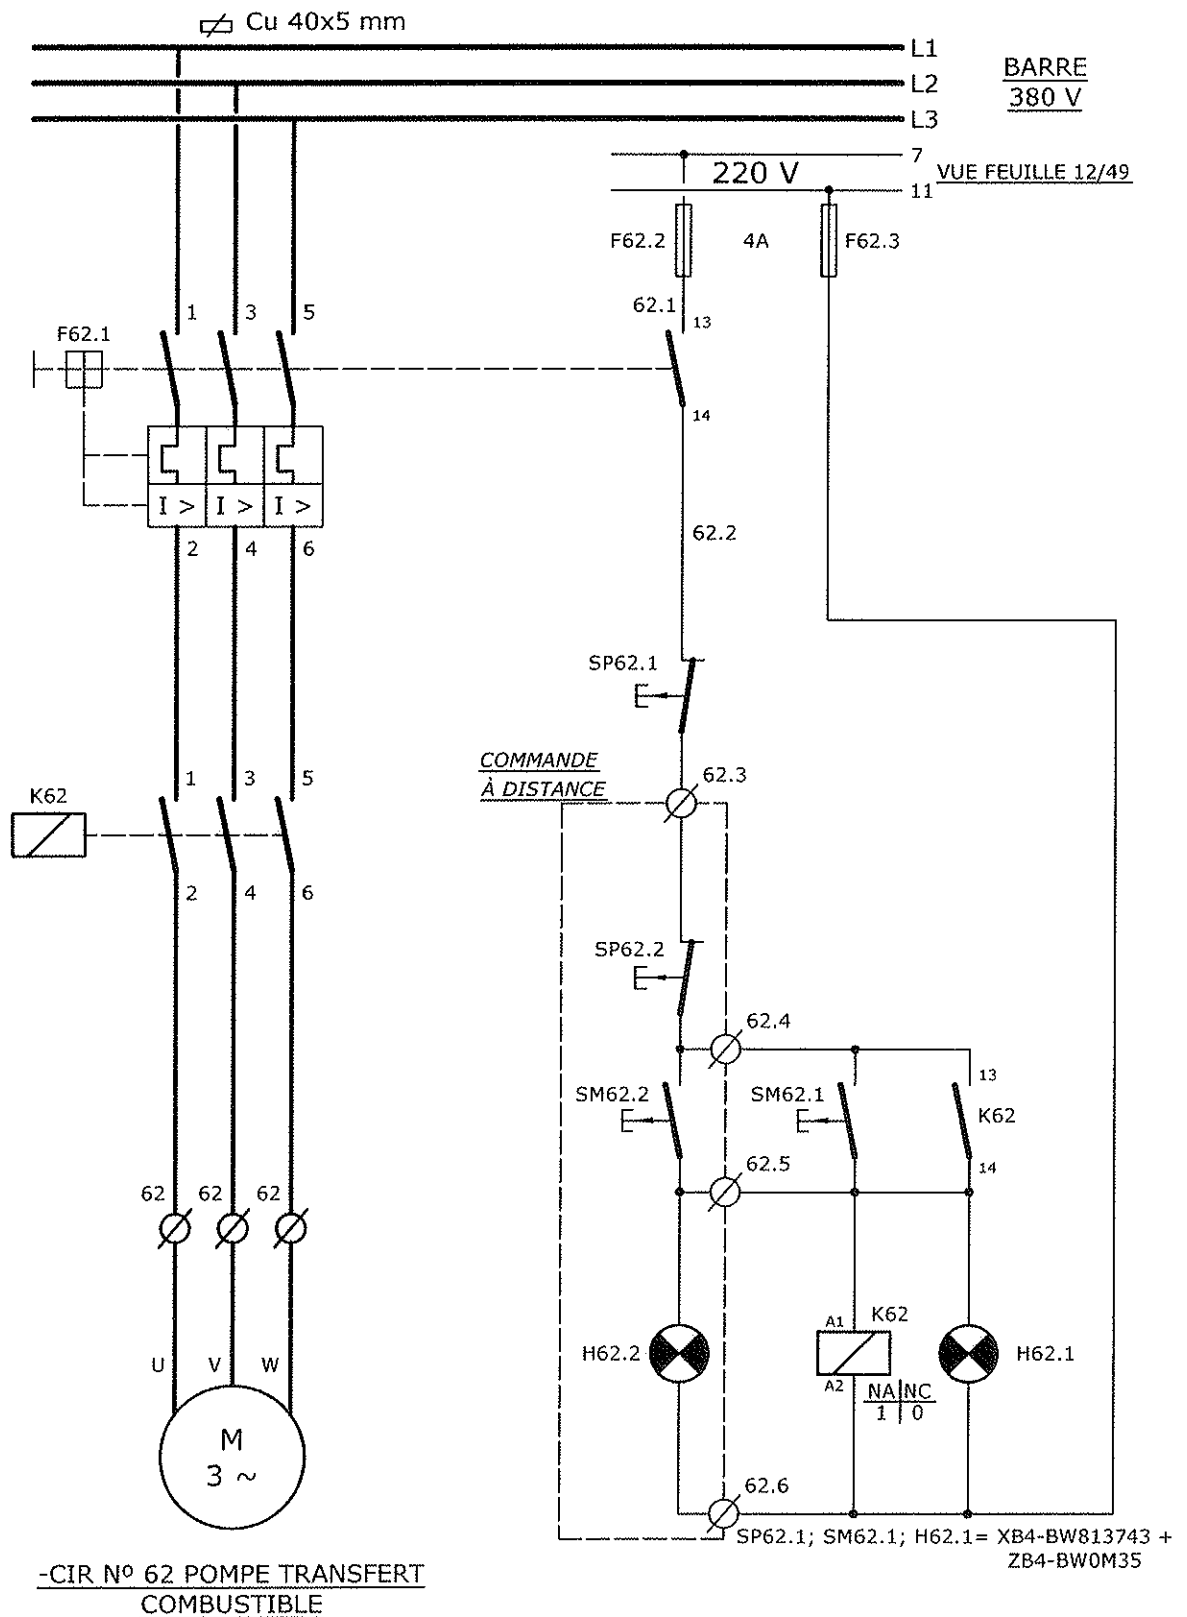 Cu 40x5 mm
L1
L2
L3
BARRE
380 V
7
220 V
11
VUE FEUILLE 12/49
F62.2
4A
F62.3
62.1
1
3
5
13
F62.1
14
I >
I >
I >
2
4
6
62.2
SP62.1
COMMANDE
À DISTANCE
62.3
K62
1
3
5
2
4
6
SP62.2
62.4
SM62.2
SM62.1
13
K62
14
62.5
62
62
62
A1
K62
H62.2
H62.1
A2
NA NC
1 0
U
V
W
M
3 ~
62.6
SP62.1; SM62.1; H62.1= XB4-BW813743 +
ZB4-BW0M35
-CIR Nº 62 POMPE TRANSFERT
COMBUSTIBLE